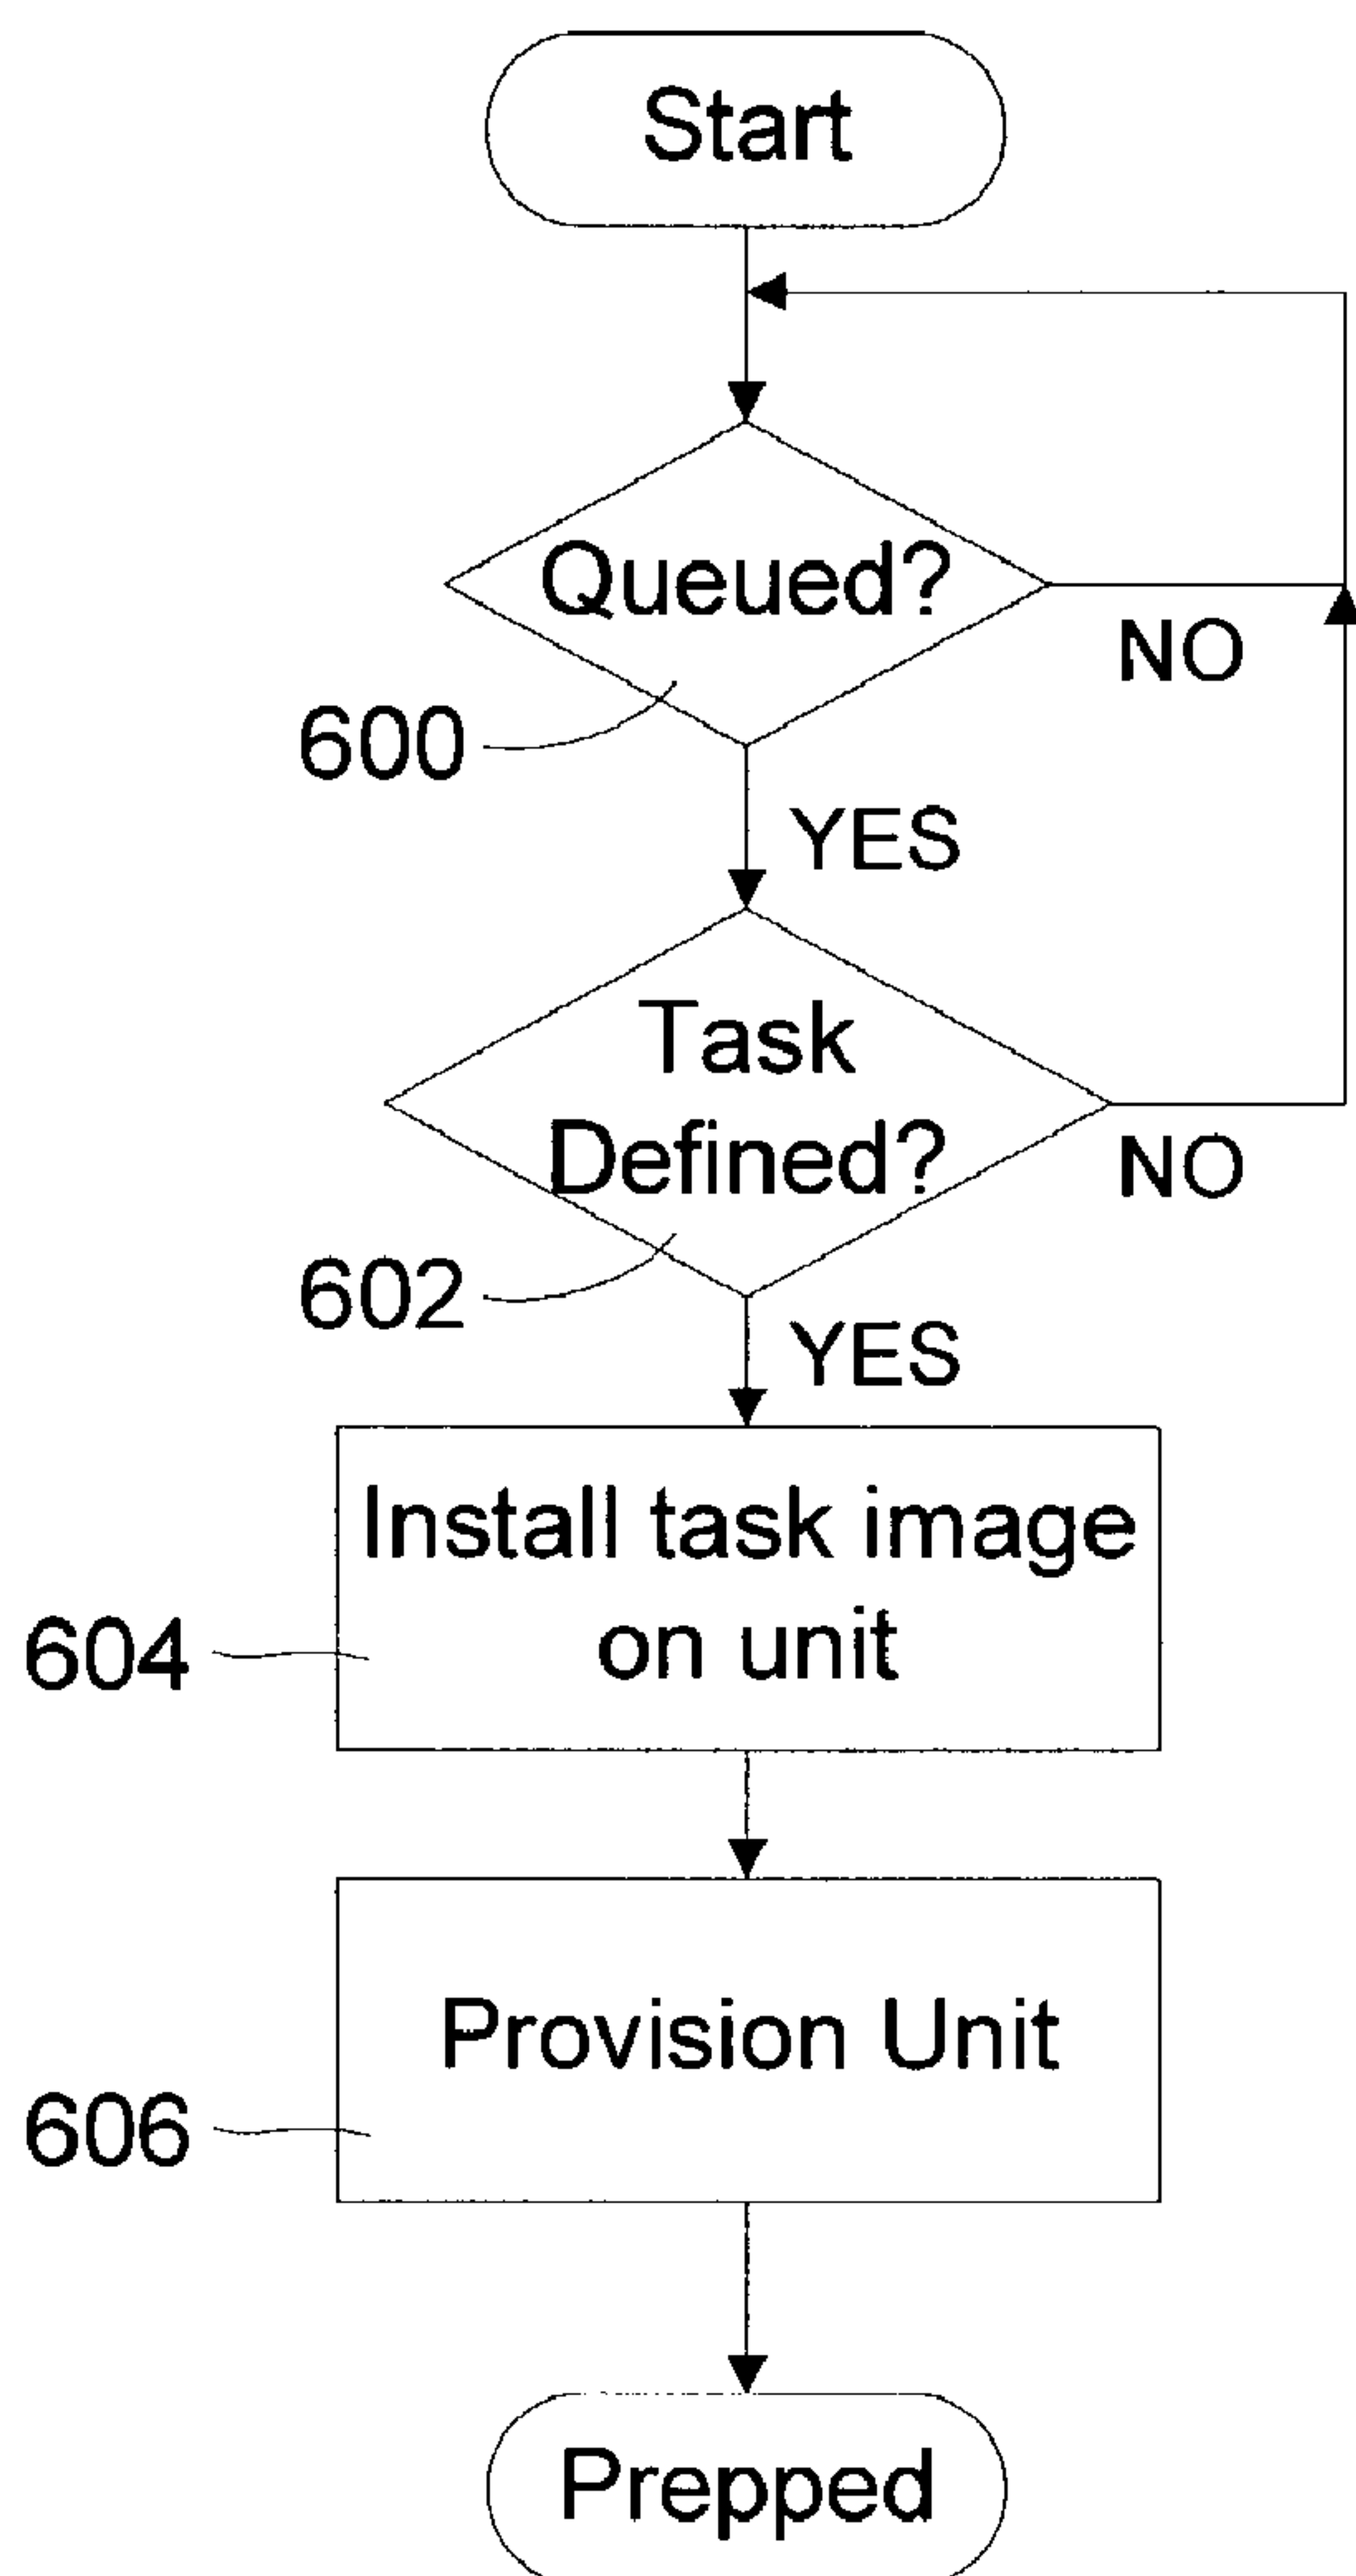 Start
Queued?
NO
600
YES
Task
Defined?
NO
602
YES
Install task image
on unit
604
Provision Unit
606
Prepped